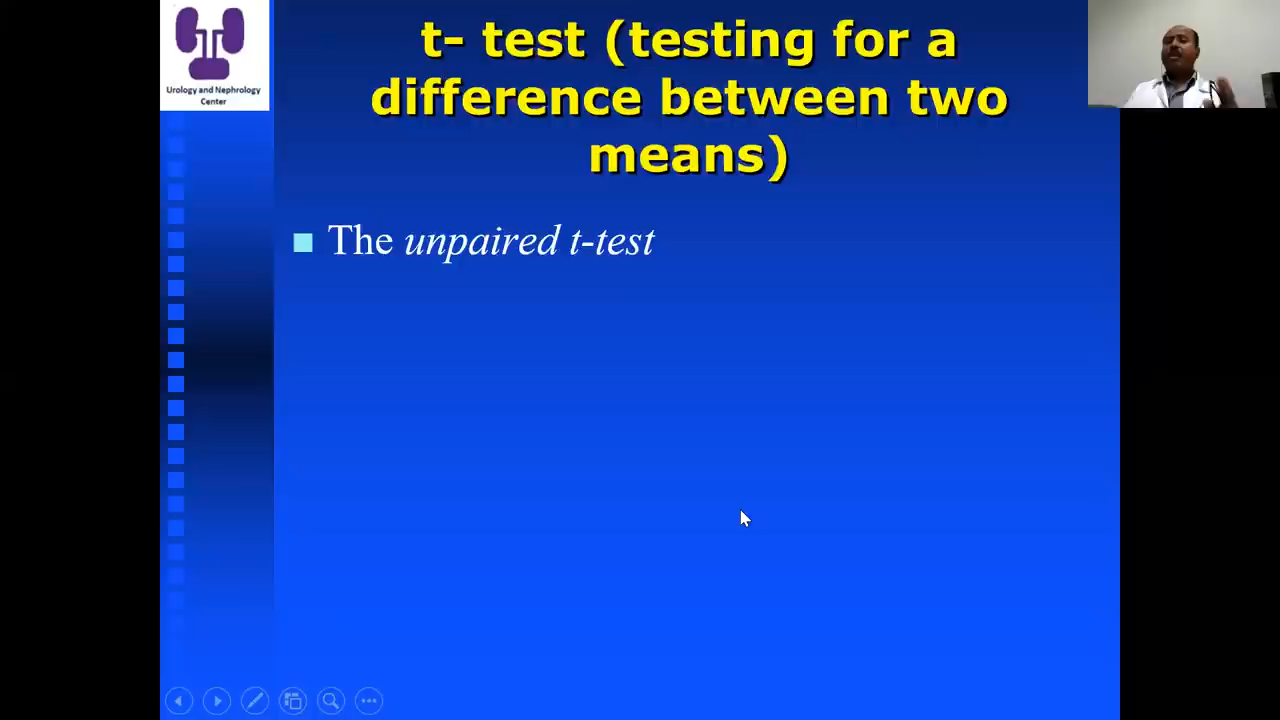 Urology and Nephrology
Center
t- test (testing for a
difference between two
means)
The unpaired t-test